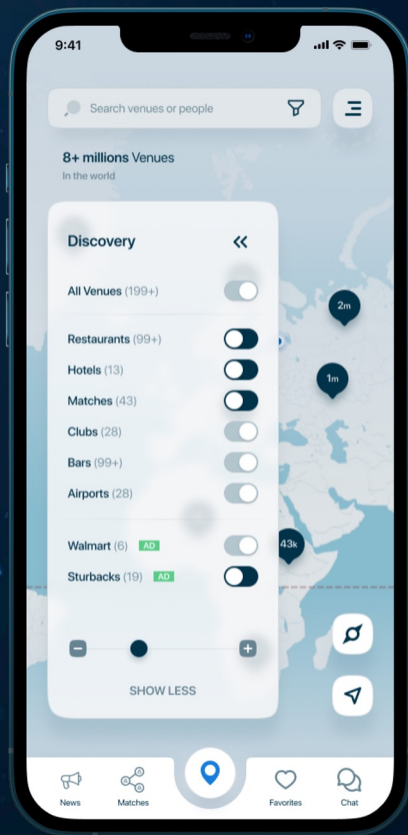 9:41
Search venues or people
8+ millions Venues
In the world
Discovery
All Venues (199+)
Restaurants (99+)
Hotels (13)
Matches (43)
Clubs (28)
Bars (99+)
Airports (28)
Walmart (6) AD
Sturbacks (19) AD
SHOW LESS
2m
1m
43k
News
Matches
Favorites
Chat